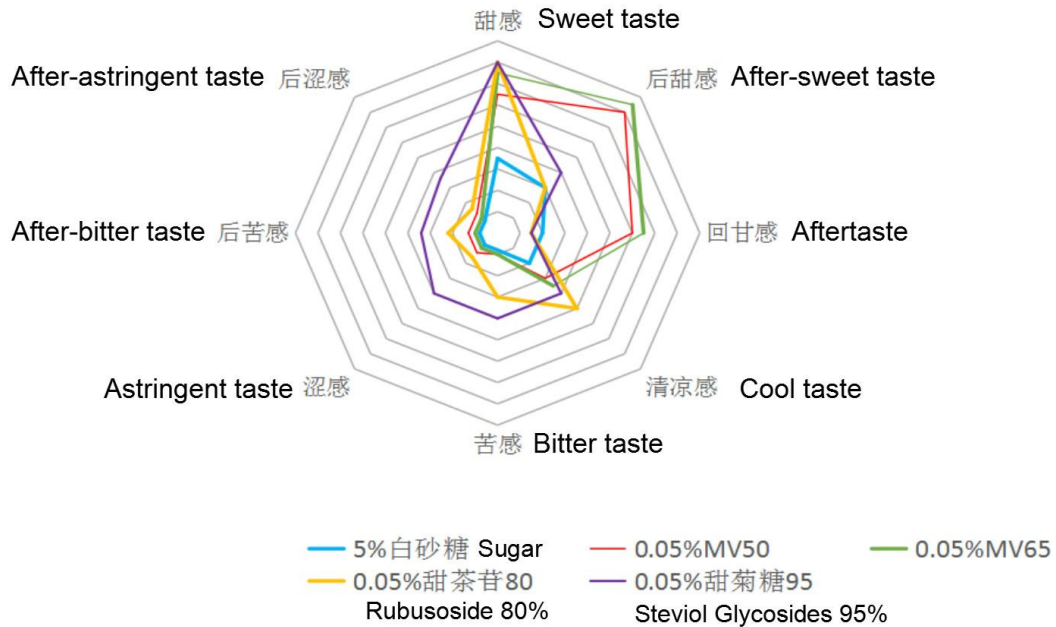 甜感 Sweet taste
After-astringent taste 后涩感
后甜感 After-sweet taste
After-bitter taste 后苦感
回甘感 Aftertaste
Astringent taste 涩感
清凉感 Cool taste
苦感 Bitter taste
5%白砂糖 Sugar
0.05%MV50
0.05%MV65
0.05%甜茶苷80
0.05%甜菊糖95
Rubusoside 80%
Steviol Glycosides 95%